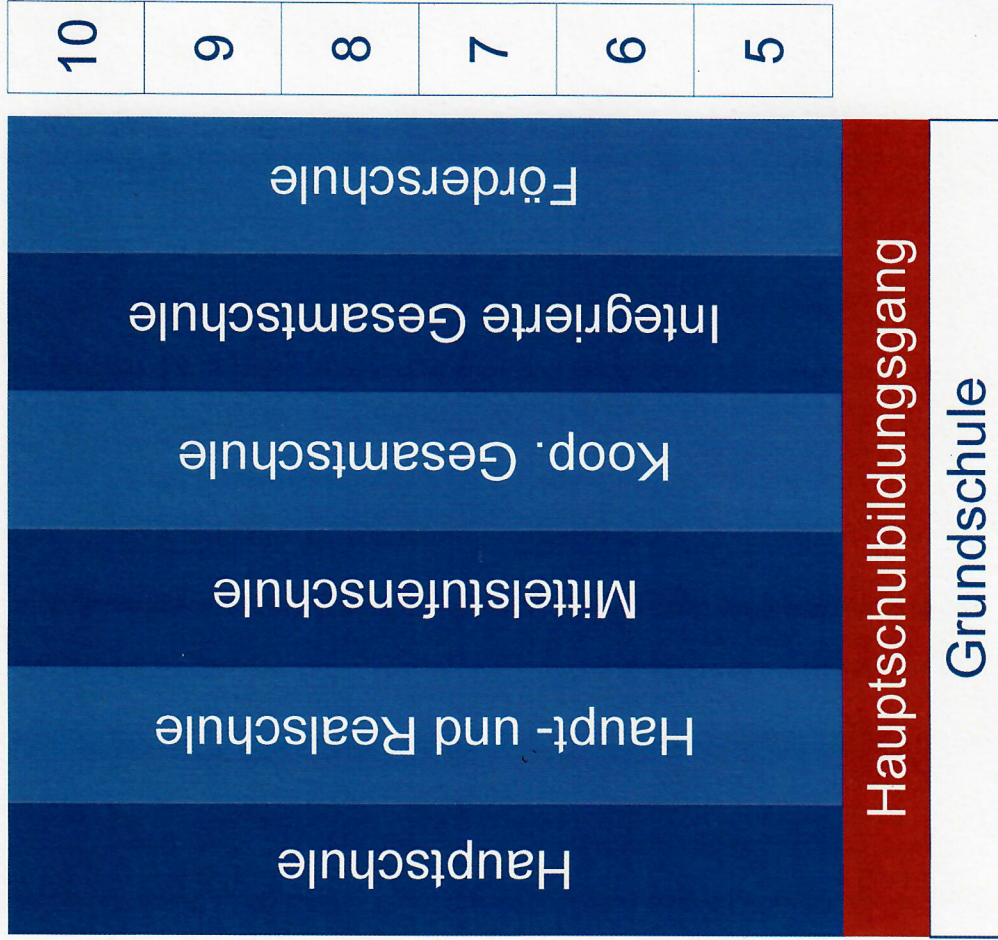 Hauptschule
Haupt- und Realschule
Mittelstufenschule
Koop. Gesamtschule
Integrierte Gesamtschule
Förderschule
10
9
8
7
6
5
Hauptschulbildungsgang
Grundschule